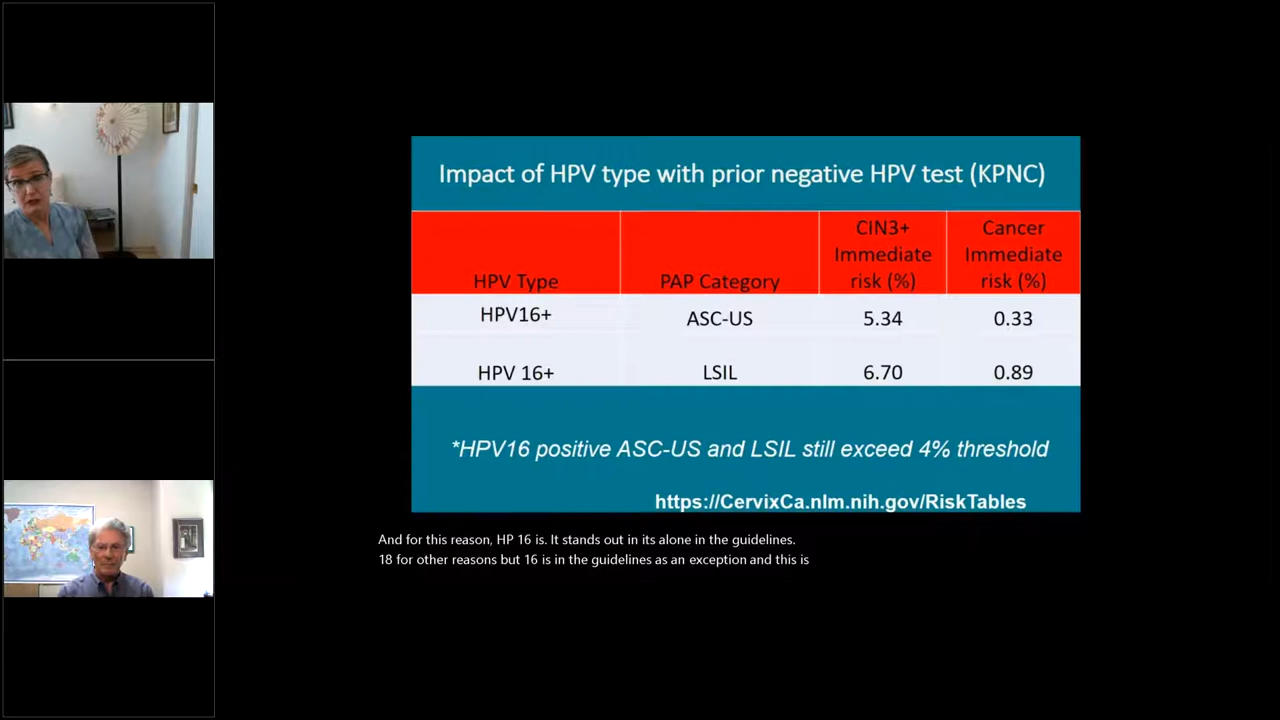 Impact of HPV type with prior negative HPV test (KPNC)
HPV Type PAP Category CIN3+ Immediate risk (%) Cancer Immediate risk (%)
HPV16+ ASC-US 5.34 0.33
HPV 16+ LSIL 6.70 0.89
*HPV16 positive ASC-US and LSIL still exceed 4% threshold
https://CervixCa.nlm.nih.gov/RiskTables
And for this reason, HP 16 is. It stands out in its alone in the guidelines.
18 for other reasons but 16 is in the guidelines as an exception and this is